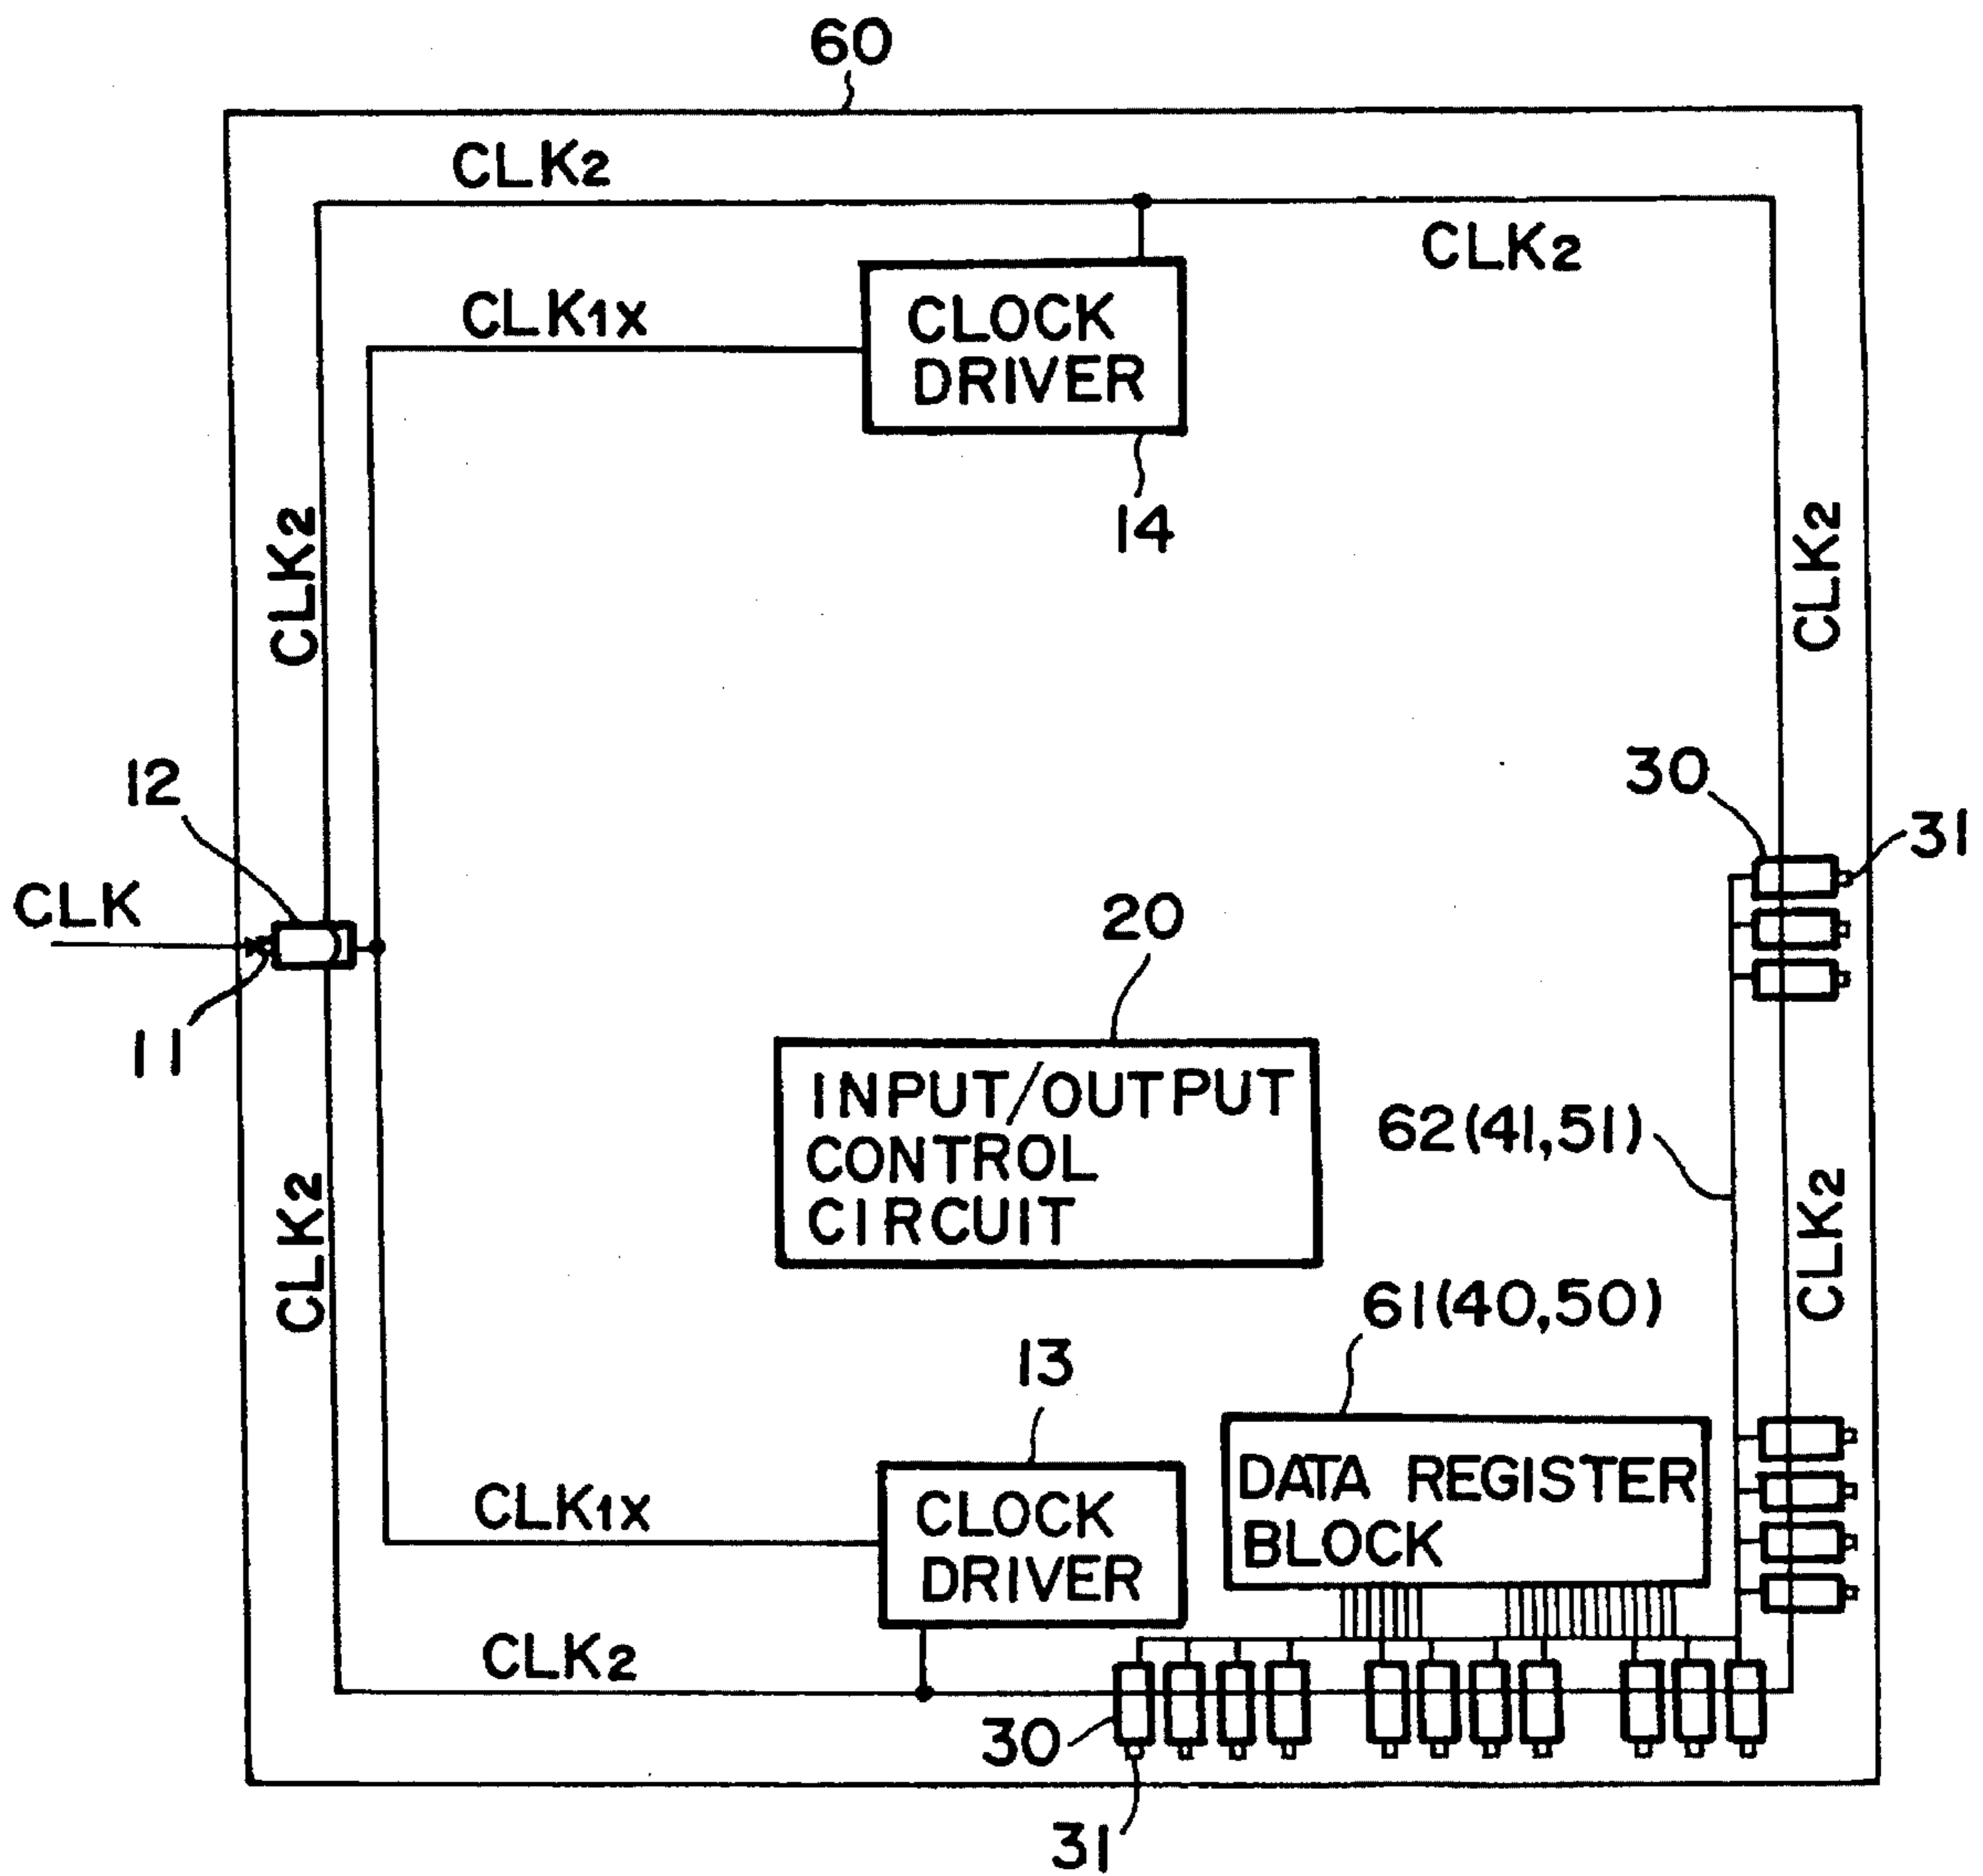 60
CLK2
CLK2
CLK1X
CLOCK
DRIVER
14
CLK2
CLK2
12
30
31
CLK
20
11
INPUT/OUTPUT
CONTROL
CIRCUIT
62(41,51)
CLK2
CLK2
61(40,50)
13
CLK1X
CLOCK
DRIVER
DATA REGISTER
BLOCK
CLK2
30
31